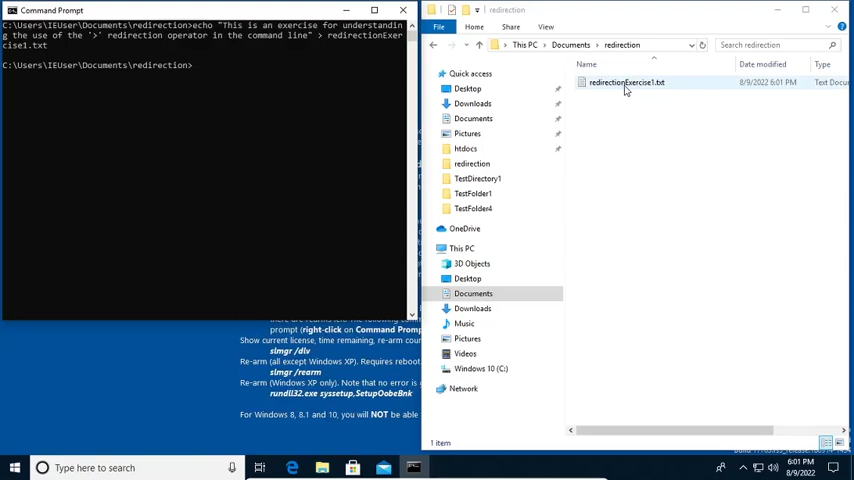 Command Prompt
C:\Users\IEUser\Documents\redirection>echo "This is an exercise for understandin
g the use of the '>' redirection operator in the command line" > redirectionExer
cise1.txt
C:\Users\IEUser\Documents\redirection>
there are rearms left. The following
prompt (right-click on Command Promp
Show current license, time remaining, re-arm cou
slmgr /dlv
Re-arm (all except Windows XP). Requires reboot.
slmgr /rearm
Re-arm (Windows XP only). Note that no error is g
rundll32.exe syssetup,SetupOobeBnk
For Windows 8, 8.1 and 10, you will NOT be able
redirection
File
Home
Share
View
This PC
Documents
redirection
Search redirection
Name
Date modified
Type
redirectionExercise1.txt
8/9/2022 6:01 PM
Text Docu
Quick access
Desktop
Downloads
Documents
Pictures
htdocs
redirection
TestDirectory1
TestFolder1
TestFolder4
OneDrive
This PC
3D Objects
Desktop
Documents
Downloads
Music
Pictures
Videos
Windows 10 (C:)
Network
1 item
Type here to search
6:01 PM
8/9/2022